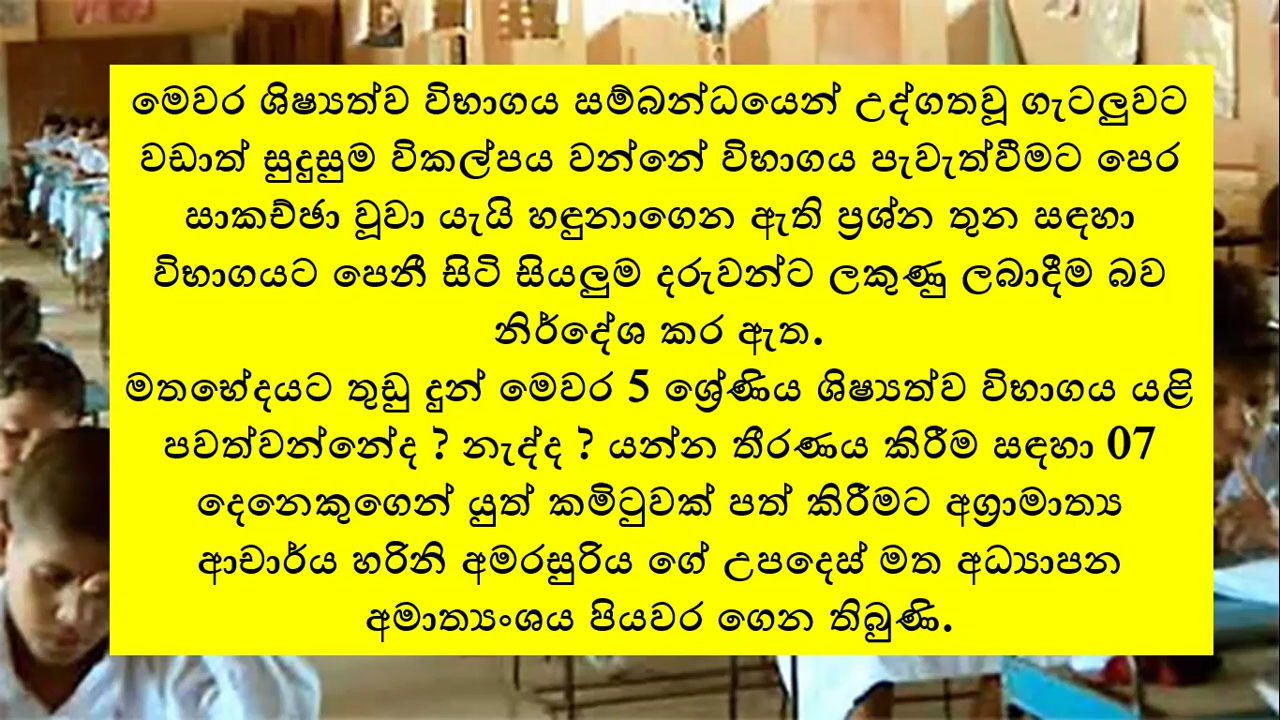 මෙවර ශිෂ්‍යත්ව විභාගය සම්බන්ධයෙන් උද්ගතවූ ගැටලුවට
වඩාත් සුදුසුම විකල්පය වන්නේ විභාගය පැවැත්වීමට පෙර
සාකච්ඡා වූවා යැයි හඳුනාගෙන ඇති ප්‍රශ්න තුන සඳහා
විභාගයට පෙනී සිටි සියලුම දරුවන්ට ලකුණු ලබාදීම බව
නිර්දේශ කර ඇත.
මතභේදයට තුඩු දුන් මෙවර 5 ශ්‍රේණිය ශිෂ්‍යත්ව විභාගය යළි
පවත්වන්නේද ? නැද්ද ? යන්න තීරණය කිරීම සඳහා 07
දෙනෙකුගෙන් යුත් කමිටුවක් පත් කිරීමට අග්‍රාමාත්‍ය
ආචාර්ය හරිනි අමරසුරිය ගේ උපදෙස් මත අධ්‍යාපන
අමාත්‍යංශය පියවර ගෙන තිබුණි.